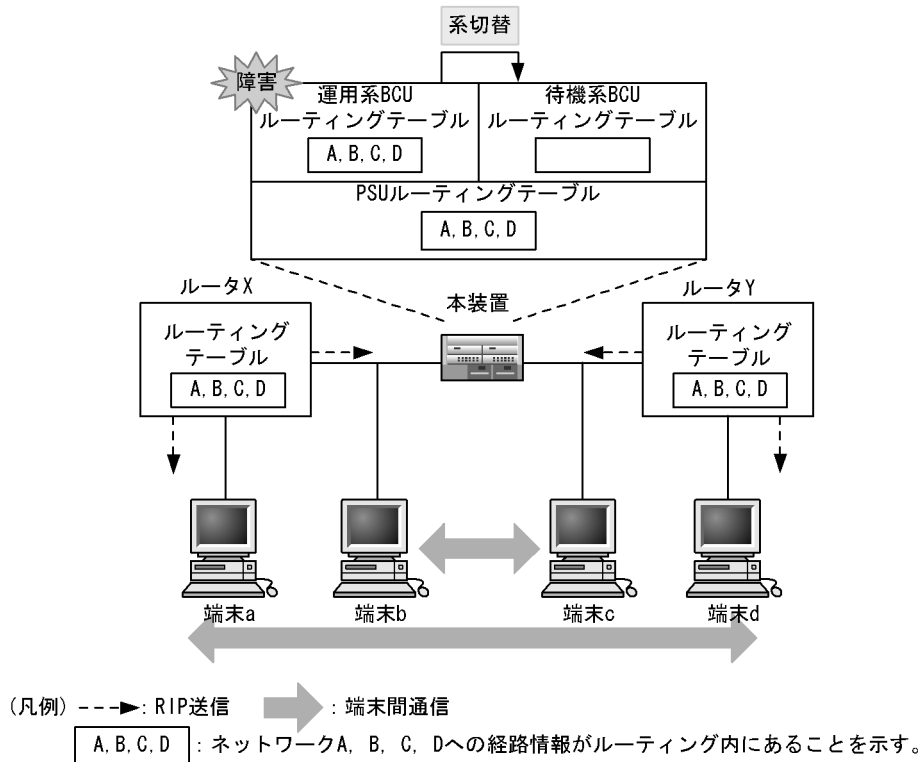 系切替
障害
運用系BCU
ルーティングテーブル
A, B, C, D
待機系BCU
ルーティングテーブル
PSUルーティングテーブル
A, B, C, D
ルータX
ルーティング
テーブル
A, B, C, D
本装置
ルータY
ルーティング
テーブル
A, B, C, D
端末a
端末b
端末c
端末d
(凡例) : RIP送信 : 端末間通信
A, B, C, D : ネットワークA, B, C, Dへの経路情報がルーティング内にあることを示す。